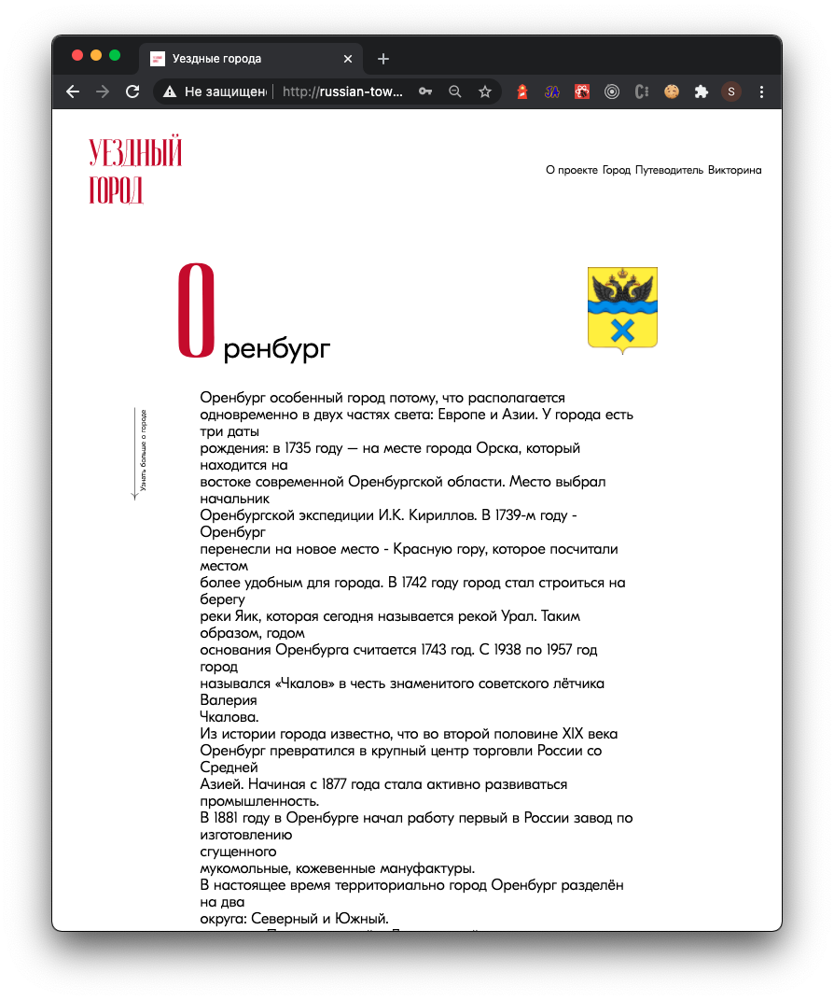 Уездные города
Не защищен
http://russian-tow...
S
УЕЗДНЫЙ
ГОРОД
О проекте Город Путеводитель Викторина
Оренбург
Узнать больше о городе
Оренбург особенный город потому, что располагается
одновременно в двух частях света: Европе и Азии. У города есть
три даты
рождения: в 1735 году – на месте города Орска, который
находится на
востоке современной Оренбургской области. Место выбрал
начальник
Оренбургской экспедиции И.К. Кириллов. В 1739-м году -
Оренбург
перенесли на новое место - Красную гору, которое посчитали
местом
более удобным для города. В 1742 году город стал строиться на
берегу
реки Яик, которая сегодня называется рекой Урал. Таким
образом, годом
основания Оренбурга считается 1743 год. С 1938 по 1957 год
город
назывался «Чкалов» в честь знаменитого советского лётчика
Валерия
Чкалова.
Из истории города известно, что во второй половине XIX века
Оренбург превратился в крупный центр торговли России со
Средней
Азией. Начиная с 1877 года стала активно развиваться
промышленность.
В 1881 году в Оренбурге начал работу первый в России завод по
изготовлению
сгущенного
мукомольные, кожевенные мануфактуры.
В настоящее время территориально город Оренбург разделён
на два
округа: Северный и Южный.